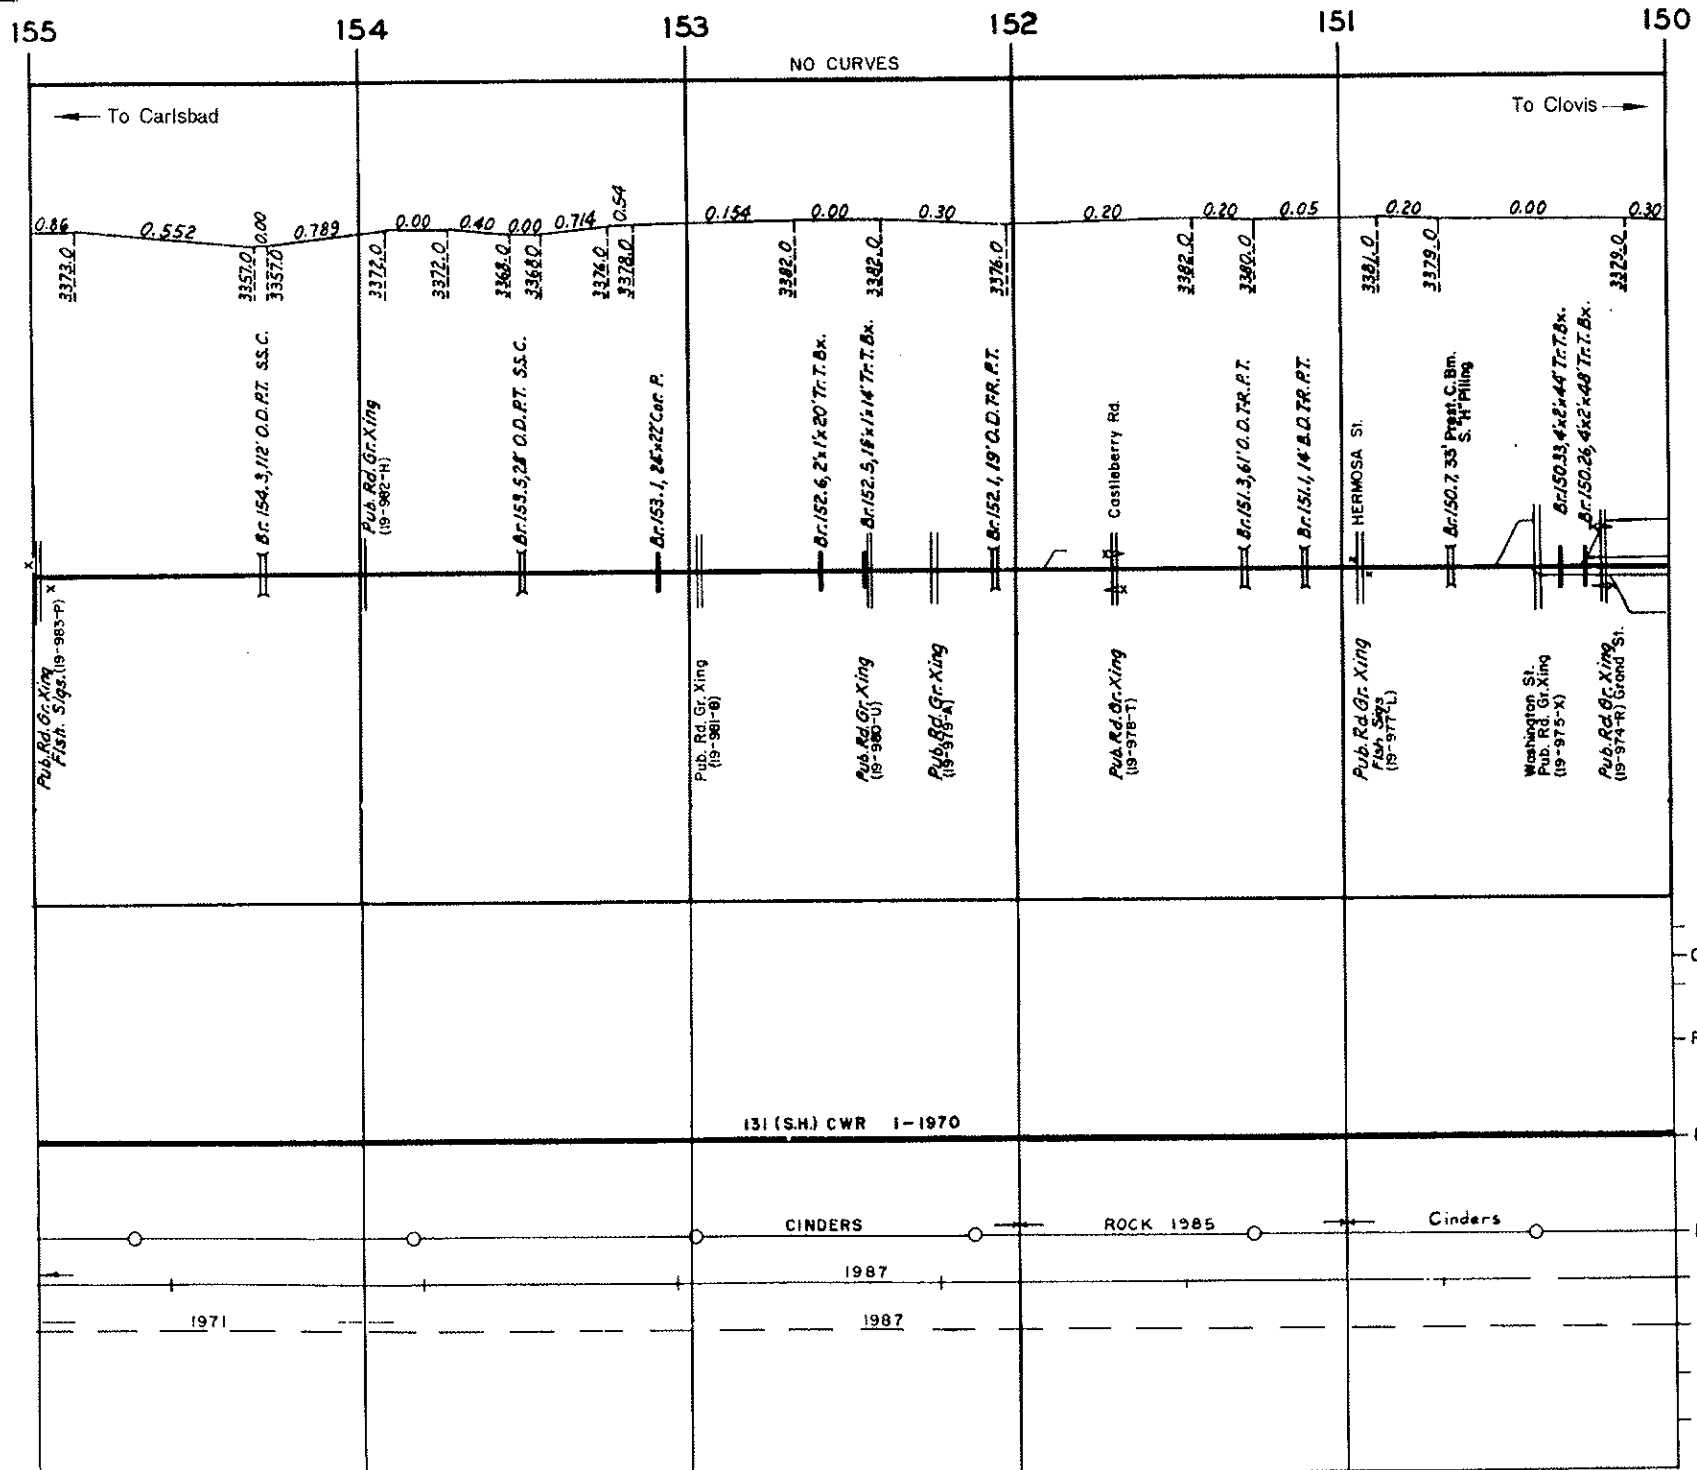 155 154 153 152 151 150
NO CURVES
To Carlsbad
To Clovis
0.86 0.552 0.00 0.789 0.00 0.40 0.00 0.714 0.54 0.154 0.00 0.30 0.20 0.20 0.05 0.20 0.00 0.30
3373.0 3357.0 3357.0 3372.0 3372.0 3368.0 3368.0 3376.0 3378.0 3382.0 3382.0 3376.0 3382.0 3380.0 3381.0 3379.0 3379.0
Br. 154.3, 112' O.D.P.T. S.S.C.
Pub. Rd. Gr. Xing
(19-982-H)
Br. 153.5, 28' O.D.P.T. S.S.C.
Br. 153.1, 24"x22' Cor. P.
Br. 152.6, 2'x1'x20' Tr. T. Bx.
Br. 152.5, 18"x1'x14' Tr. T. Bx.
Br. 152.1, 19' O.D.T-R.P.T.
Castleberry Rd.
Br. 151.3, 61' O.D.T-R.P.T.
Br. 151.1, 14' B.D.T-R.P.T.
HERMOSA St.
Br. 150.7, 33' Prest. C. Bm.
S. "H" Piling
Br. 150.33, 4'x2'x44' Tr. T. Bx.
Br. 150.26, 4'x2'x48' Tr. T. Bx.
Pub. Rd. Gr. Xing
Flsh. Sigs. (19-983-P)
Pub. Rd. Gr. Xing
(19-981-B)
Pub. Rd. Gr. Xing
(19-980-U)
Pub. Rd. Gr. Xing
(19-979-A)
Pub. Rd. Gr. Xing
(19-978-T)
Pub. Rd. Gr. Xing
Flsh Sigs
(19-977-L)
Washington St.
Pub. Rd. Gr. Xing
(19-975-X)
Pub. Rd. Gr. Xing
(19-974-R) Grand St.
131 (S.H.) CWR 1-1970
CINDERS
ROCK 1985
Cinders
1987
1971
1987